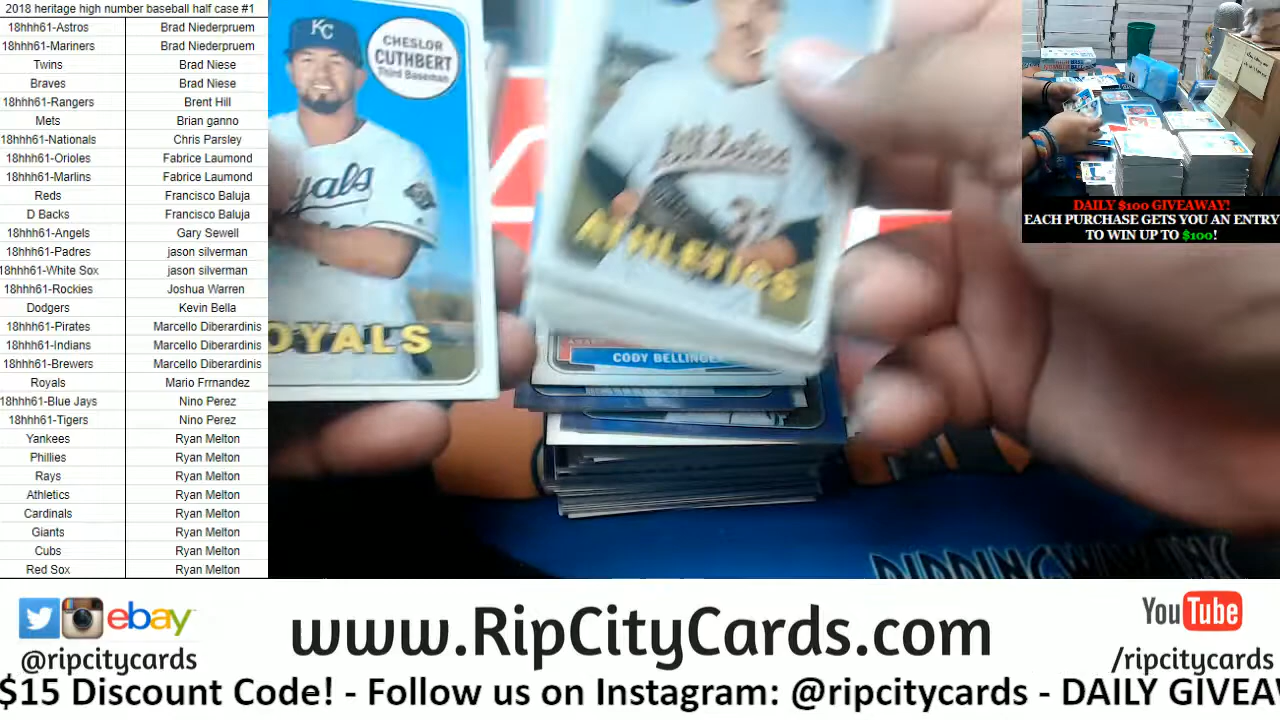 2018 heritage high number baseball half case #1
18hhh61-Astros Brad Niederpruem
18hhh61-Mariners Brad Niederpruem
Twins Brad Niese
Braves Brad Niese
18hhh61-Rangers Brent Hill
Mets Brian ganno
18hhh61-Nationals Chris Parsley
18hhh61-Orioles Fabrice Laumond
18hhh61-Marlins Fabrice Laumond
Reds Francisco Baluja
D Backs Francisco Baluja
18hhh61-Angels Gary Sewell
18hhh61-Padres jason silverman
18hhh61-White Sox jason silverman
18hhh61-Rockies Joshua Warren
Dodgers Kevin Bella
18hhh61-Pirates Marcello Diberardinis
18hhh61-Indians Marcello Diberardinis
18hhh61-Brewers Marcello Diberardinis
Royals Mario Frrnandez
18hhh61-Blue Jays Nino Perez
18hhh61-Tigers Nino Perez
Yankees Ryan Melton
Phillies Ryan Melton
Rays Ryan Melton
Athletics Ryan Melton
Cardinals Ryan Melton
Giants Ryan Melton
Cubs Ryan Melton
Red Sox Ryan Melton
KC
CHESLOR
CUTHBERT
Third Baseman
yals
OYALS
Athletics
ATHLETICS
CODY BELLINGE
DAILY $100 GIVEAWAY!
EACH PURCHASE GETS YOU AN ENTRY
TO WIN UP TO $100!
ebay
@ripcitycards
www.RipCityCards.com
YouTube
/ripcitycards
$15 Discount Code! - Follow us on Instagram: @ripcitycards - DAILY GIVEAW